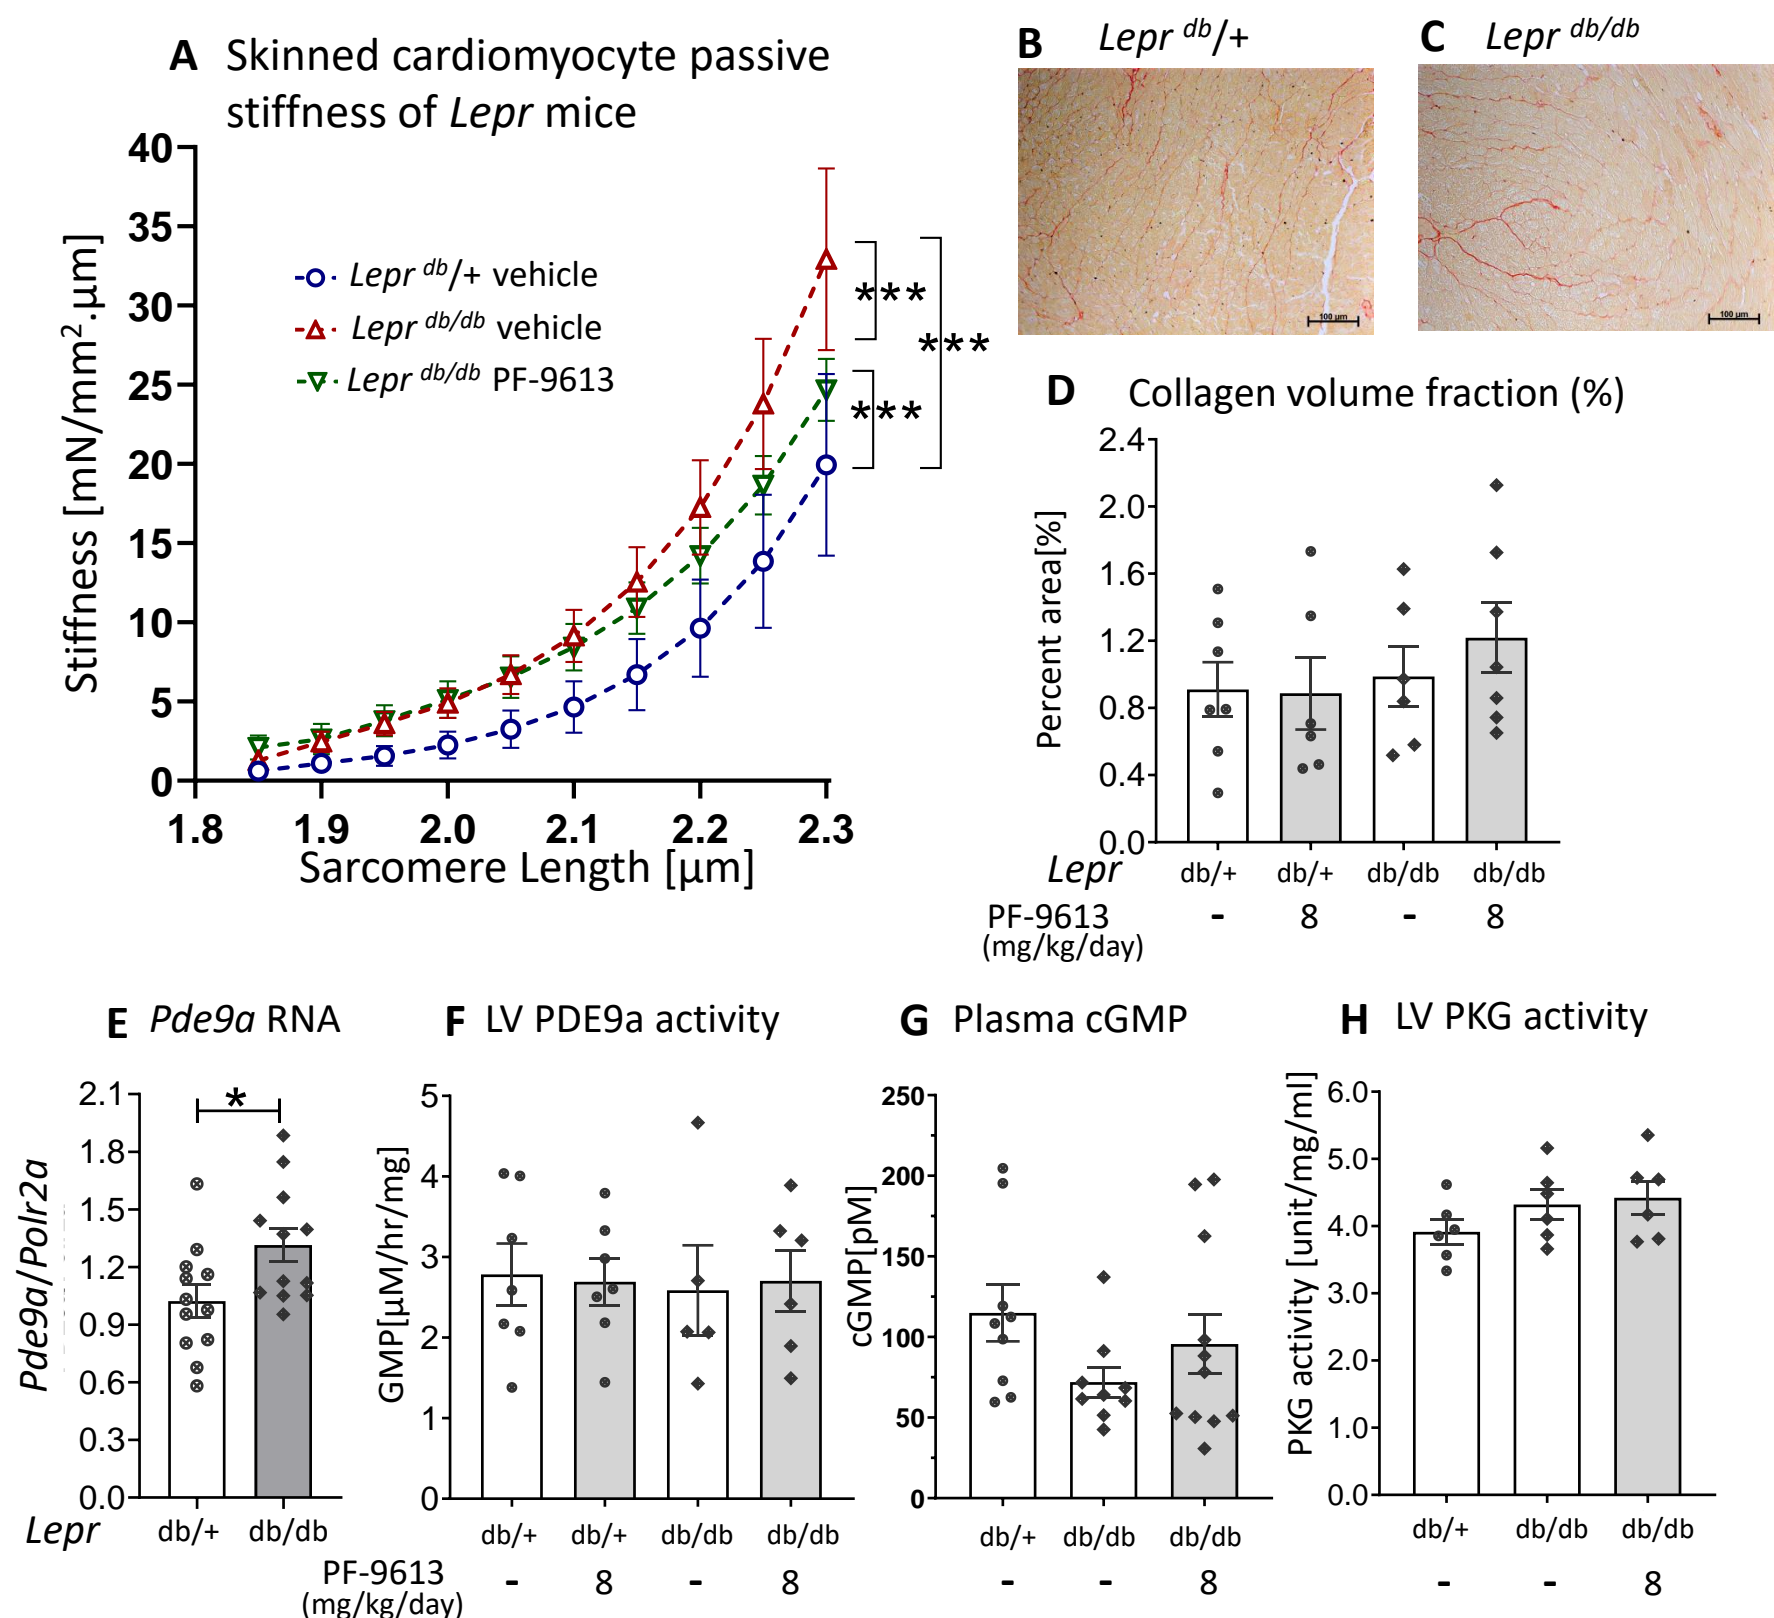 A Skinned cardiomyocyte passive
stiffness of Lepr mice
40
35
30
25
20
15
10
5
0
Stiffness [mN/mm².µm]
Lepr db/+ vehicle
Lepr db/db vehicle
Lepr db/db PF-9613
***
***
***
1.8 1.9 2.0 2.1 2.2 2.3
Sarcomere Length [µm]
B Lepr db/+
100 µm
C Lepr db/db
100 µm
D Collagen volume fraction (%)
2.4
2.0
1.6
1.2
0.8
0.4
0.0
Percent area[%]
Lepr db/+ db/+ db/db db/db
PF-9613 - 8 - 8
(mg/kg/day)
E Pde9a RNA
2.1
1.8
1.5
1.2
0.9
0.6
0.3
0.0
Pde9a/Polr2a
*
Lepr db/+ db/db
F LV PDE9a activity
5
4
3
2
1
0
GMP[µM/hr/mg]
db/+ db/+ db/db db/db
PF-9613 - 8 - 8
(mg/kg/day)
G Plasma cGMP
250
200
150
100
50
0
cGMP[pM]
db/+ db/db db/db
- - 8
H LV PKG activity
6.0
5.0
4.0
3.0
2.0
1.0
0.0
PKG activity [unit/mg/ml]
db/+ db/db db/db
- - 8